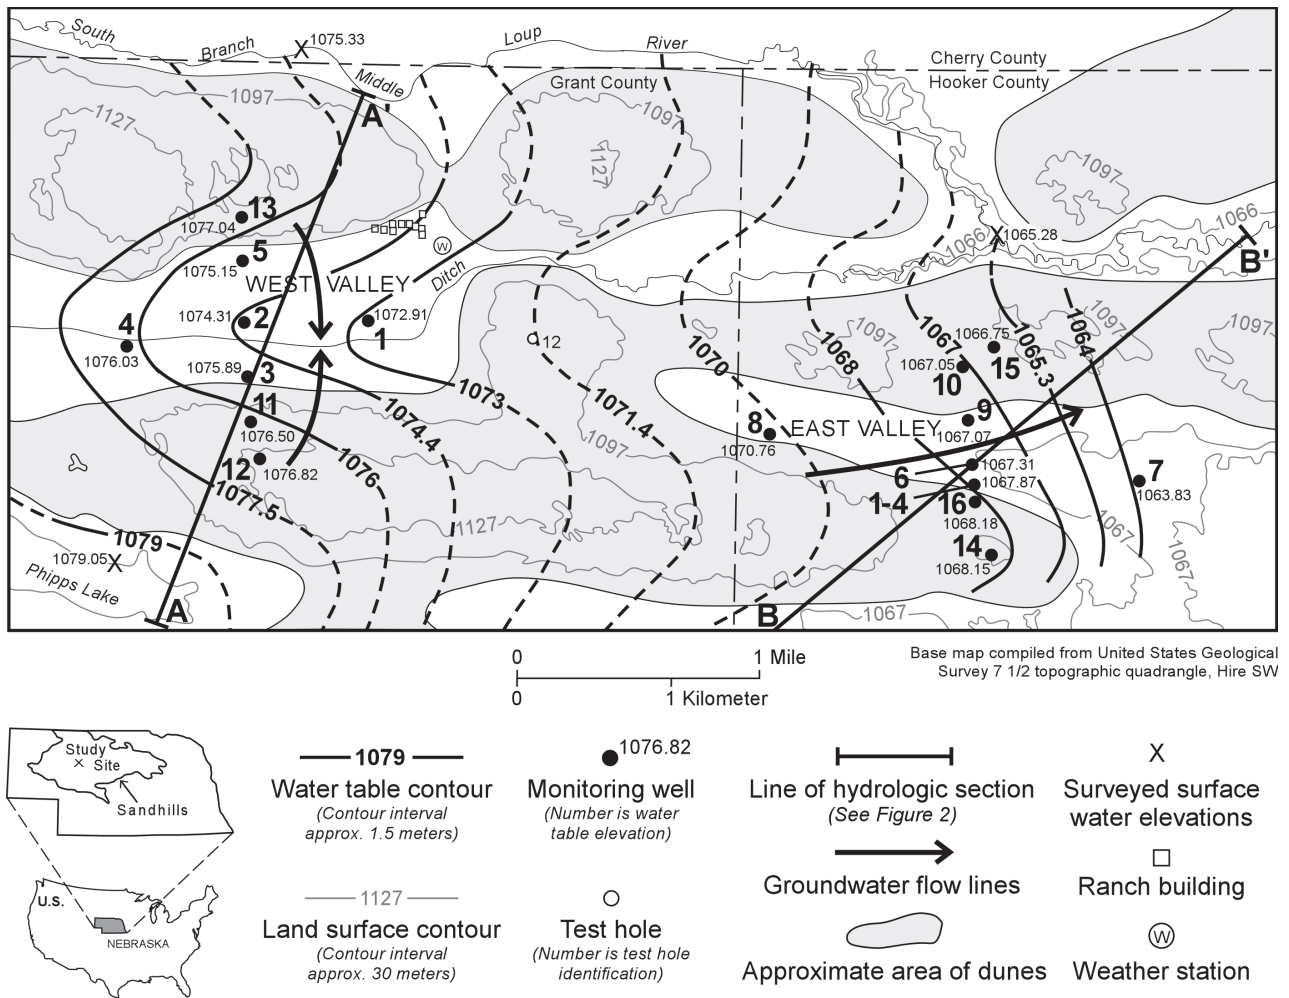 South
Branch
1075.33
Loup
River
Middle
Cherry County
Grant County
Hooker County
A'
1097
1127
1097
1127
1097
13
1077.04
5
1075.15
WEST VALLEY
W
Ditch
1066
1066
1065.28
B'
1074.31
2
1072.91
1
4
1076.03
1075.89
3
12
1070
1068
1097
1067
1066.75
1065.3
15
1064
1097
1097
1067.05
10
11
1076.50
1073
1074.4
1071.4
1097
8
1070.76
EAST VALLEY
9
1067.07
12
1076.82
1076
1077.5
1127
6
1067.31
1-4
1067.87
16
1068.18
7
1063.83
14
1068.15
1067
1067
1067
1079
1079.05
Phipps Lake
A
B
0
1 Mile
0
1 Kilometer
Base map compiled from United States Geological
Survey 7 1/2 topographic quadrangle, Hire SW
Study
Site
Sandhills
U.S.
NEBRASKA
1079
Water table contour
(Contour interval
approx. 1.5 meters)
1127
Land surface contour
(Contour interval
approx. 30 meters)
1076.82
Monitoring well
(Number is water
table elevation)
Test hole
(Number is test hole
identification)
Line of hydrologic section
(See Figure 2)
Groundwater flow lines
Approximate area of dunes
X
Surveyed surface
water elevations
Ranch building
W
Weather station